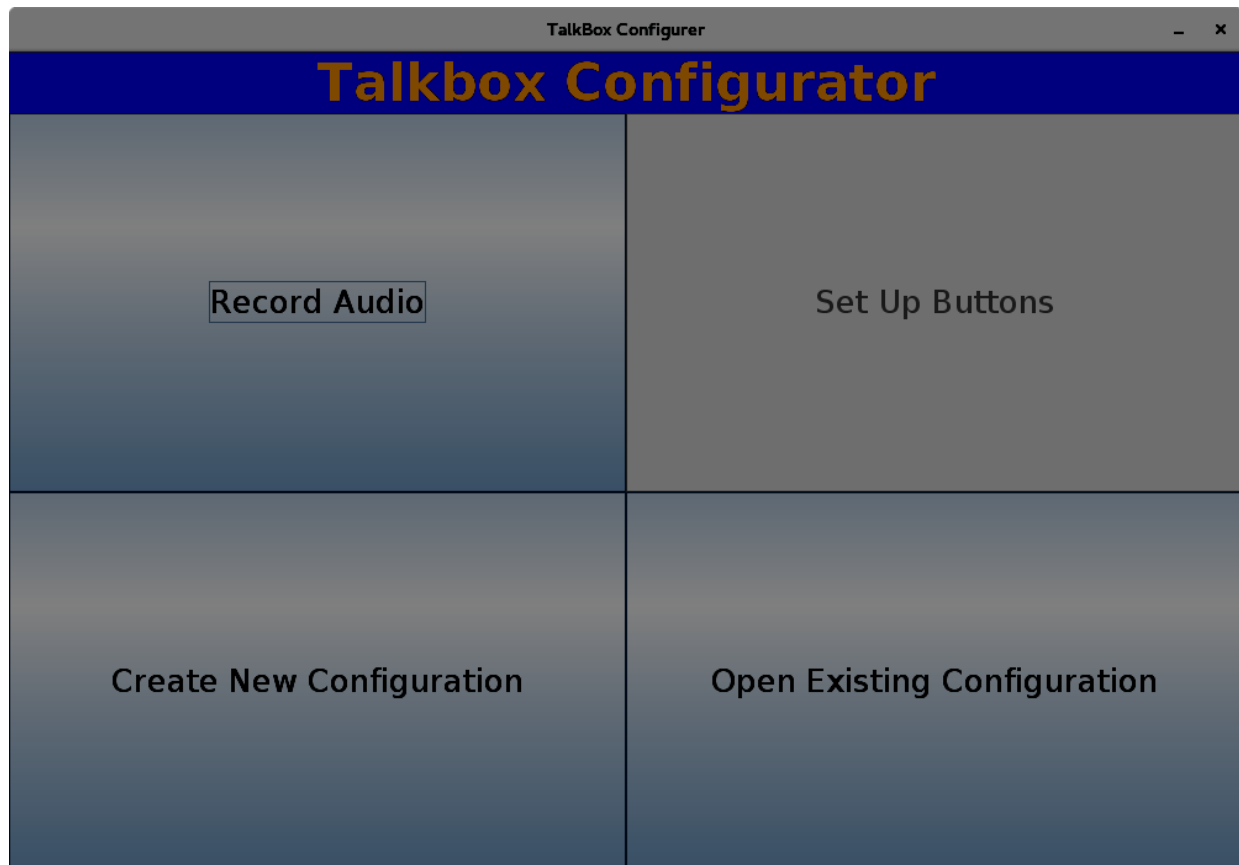 TalkBox Configurer
Talkbox Configurator
Record Audio
Set Up Buttons
Create New Configuration
Open Existing Configuration